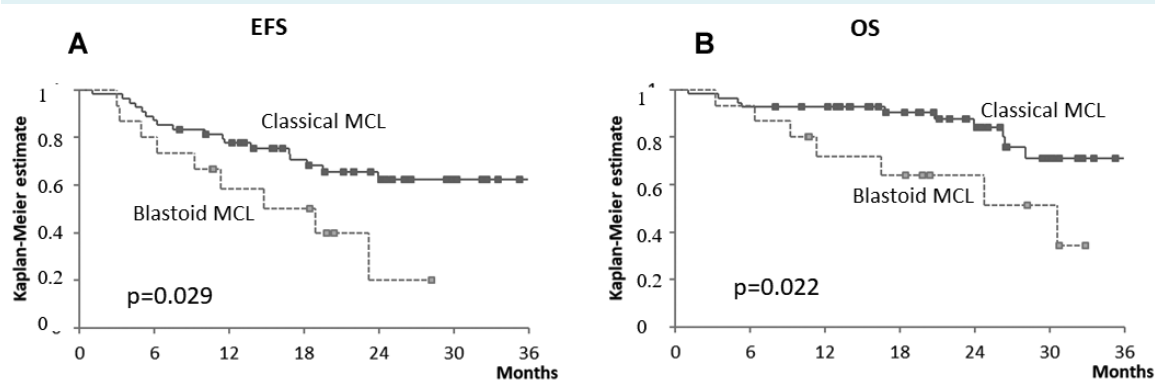 EFS
A
Kaplan-Meier estimate
1
0.8
0.6
0.4
0.2
0
Classical MCL
Blastoid MCL
p=0.029
0 6 12 18 24 30 36
Months
OS
B
Kaplan-Meier estimate
1
0.8
0.6
0.4
0.2
0
Classical MCL
Blastoid MCL
p=0.022
0 6 12 18 24 30 36
Months